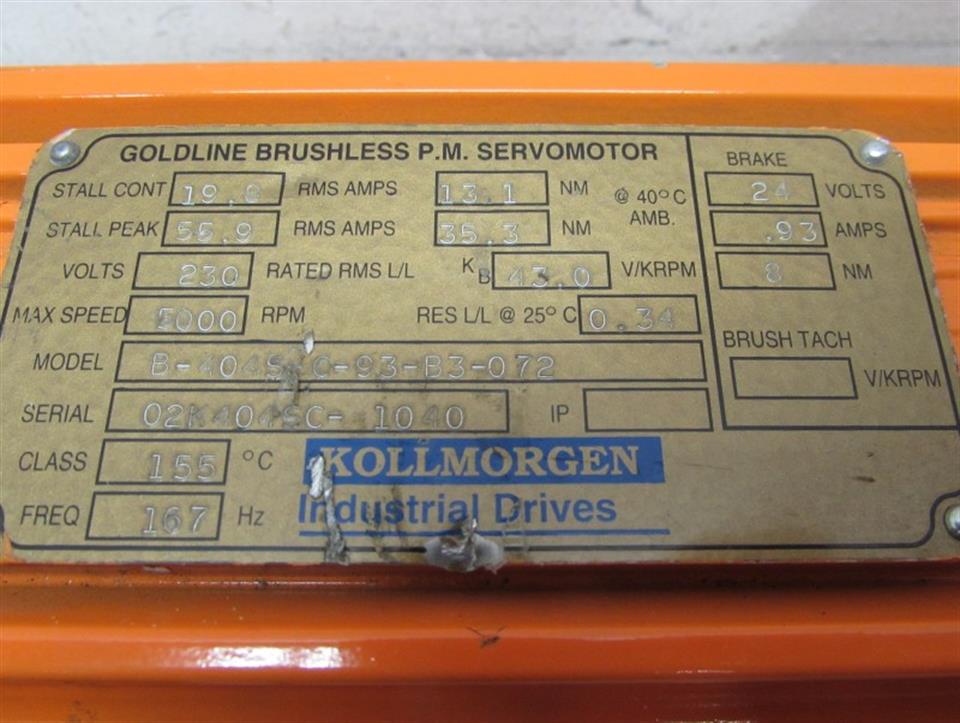 GOLDLINE BRUSHLESS P.M. SERVOMOTOR
STALL CONT 19.8 RMS AMPS 13.1 NM @ 40°C AMB.
STALL PEAK 55.9 RMS AMPS 35.3 NM
VOLTS 230 RATED RMS L/L KB 43.0 V/KRPM
MAX SPEED 5000 RPM RES L/L @ 25°C 0.34
MODEL
SERIAL 02K404SC- 1040 IP
CLASS 155 °C
FREQ 167 Hz
KOLLMORGEN
Industrial Drives
BRAKE
24 VOLTS
.93 AMPS
8 NM
BRUSH TACH
V/KRPM